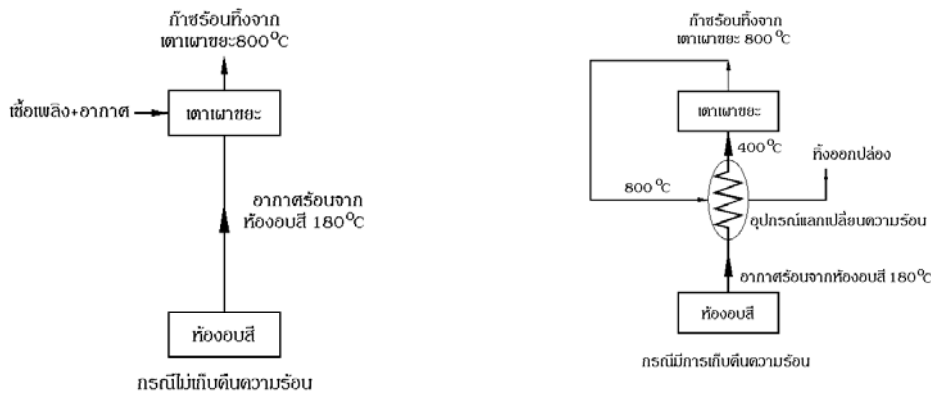 ก๊าซร้อนทิ้งจาก
เตาเผาขยะ800°C
เชื้อเพลิง+อากาศ
เตาเผาขยะ
อากาศร้อนจาก
ห้องอบสี 180°C
ห้องอบสี
กรณีไม่เก็บคืนความร้อน
ก๊าซร้อนทิ้งจาก
เตาเผาขยะ 800°C
เตาเผาขยะ
400°C
ทิ้งออกปล่อง
800°C
อุปกรณ์แลกเปลี่ยนความร้อน
อากาศร้อนจากห้องอบสี 180°C
ห้องอบสี
กรณีมีการเก็บคืนความร้อน